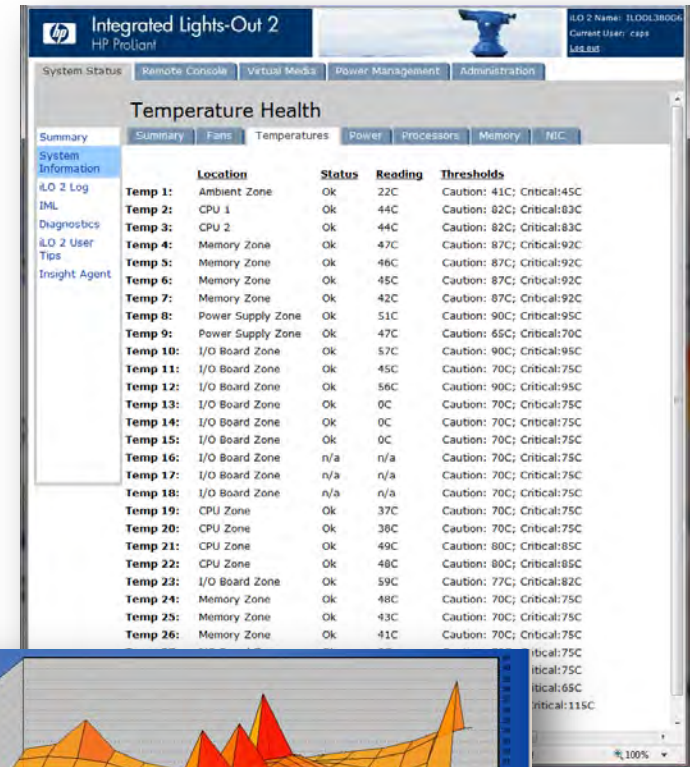 hp
Integrated Lights-Out 2
HP ProLiant
iLO 2 Name: ILOOL380G6
Current User: caps
Log out
System Status Remote Console Virtual Media Power Management Administration
Temperature Health
Summary Fans Temperatures Power Processors Memory NIC
Summary
System
Information
iLO 2 Log
IML
Diagnostics
iLO 2 User
Tips
Insight Agent
Location Status Reading Thresholds
Temp 1: Ambient Zone Ok 22C Caution: 41C; Critical:45C
Temp 2: CPU 1 Ok 44C Caution: 82C; Critical:83C
Temp 3: CPU 2 Ok 44C Caution: 82C; Critical:83C
Temp 4: Memory Zone Ok 47C Caution: 87C; Critical:92C
Temp 5: Memory Zone Ok 46C Caution: 87C; Critical:92C
Temp 6: Memory Zone Ok 45C Caution: 87C; Critical:92C
Temp 7: Memory Zone Ok 42C Caution: 87C; Critical:92C
Temp 8: Power Supply Zone Ok 51C Caution: 90C; Critical:95C
Temp 9: Power Supply Zone Ok 47C Caution: 65C; Critical:70C
Temp 10: I/O Board Zone Ok 57C Caution: 90C; Critical:95C
Temp 11: I/O Board Zone Ok 45C Caution: 70C; Critical:75C
Temp 12: I/O Board Zone Ok 56C Caution: 90C; Critical:95C
Temp 13: I/O Board Zone Ok 0C Caution: 70C; Critical:75C
Temp 14: I/O Board Zone Ok 0C Caution: 70C; Critical:75C
Temp 15: I/O Board Zone Ok 0C Caution: 70C; Critical:75C
Temp 16: I/O Board Zone n/a n/a Caution: 70C; Critical:75C
Temp 17: I/O Board Zone n/a n/a Caution: 70C; Critical:75C
Temp 18: I/O Board Zone n/a n/a Caution: 70C; Critical:75C
Temp 19: CPU Zone Ok 37C Caution: 70C; Critical:75C
Temp 20: CPU Zone Ok 38C Caution: 70C; Critical:75C
Temp 21: CPU Zone Ok 49C Caution: 80C; Critical:85C
Temp 22: CPU Zone Ok 48C Caution: 80C; Critical:85C
Temp 23: I/O Board Zone Ok 59C Caution: 77C; Critical:82C
Temp 24: Memory Zone Ok 48C Caution: 70C; Critical:75C
Temp 25: Memory Zone Ok 43C Caution: 70C; Critical:75C
Temp 26: Memory Zone Ok 41C Caution: 70C; Critical:75C
itical:75C
itical:75C
itical:65C
ritical:115C
100%